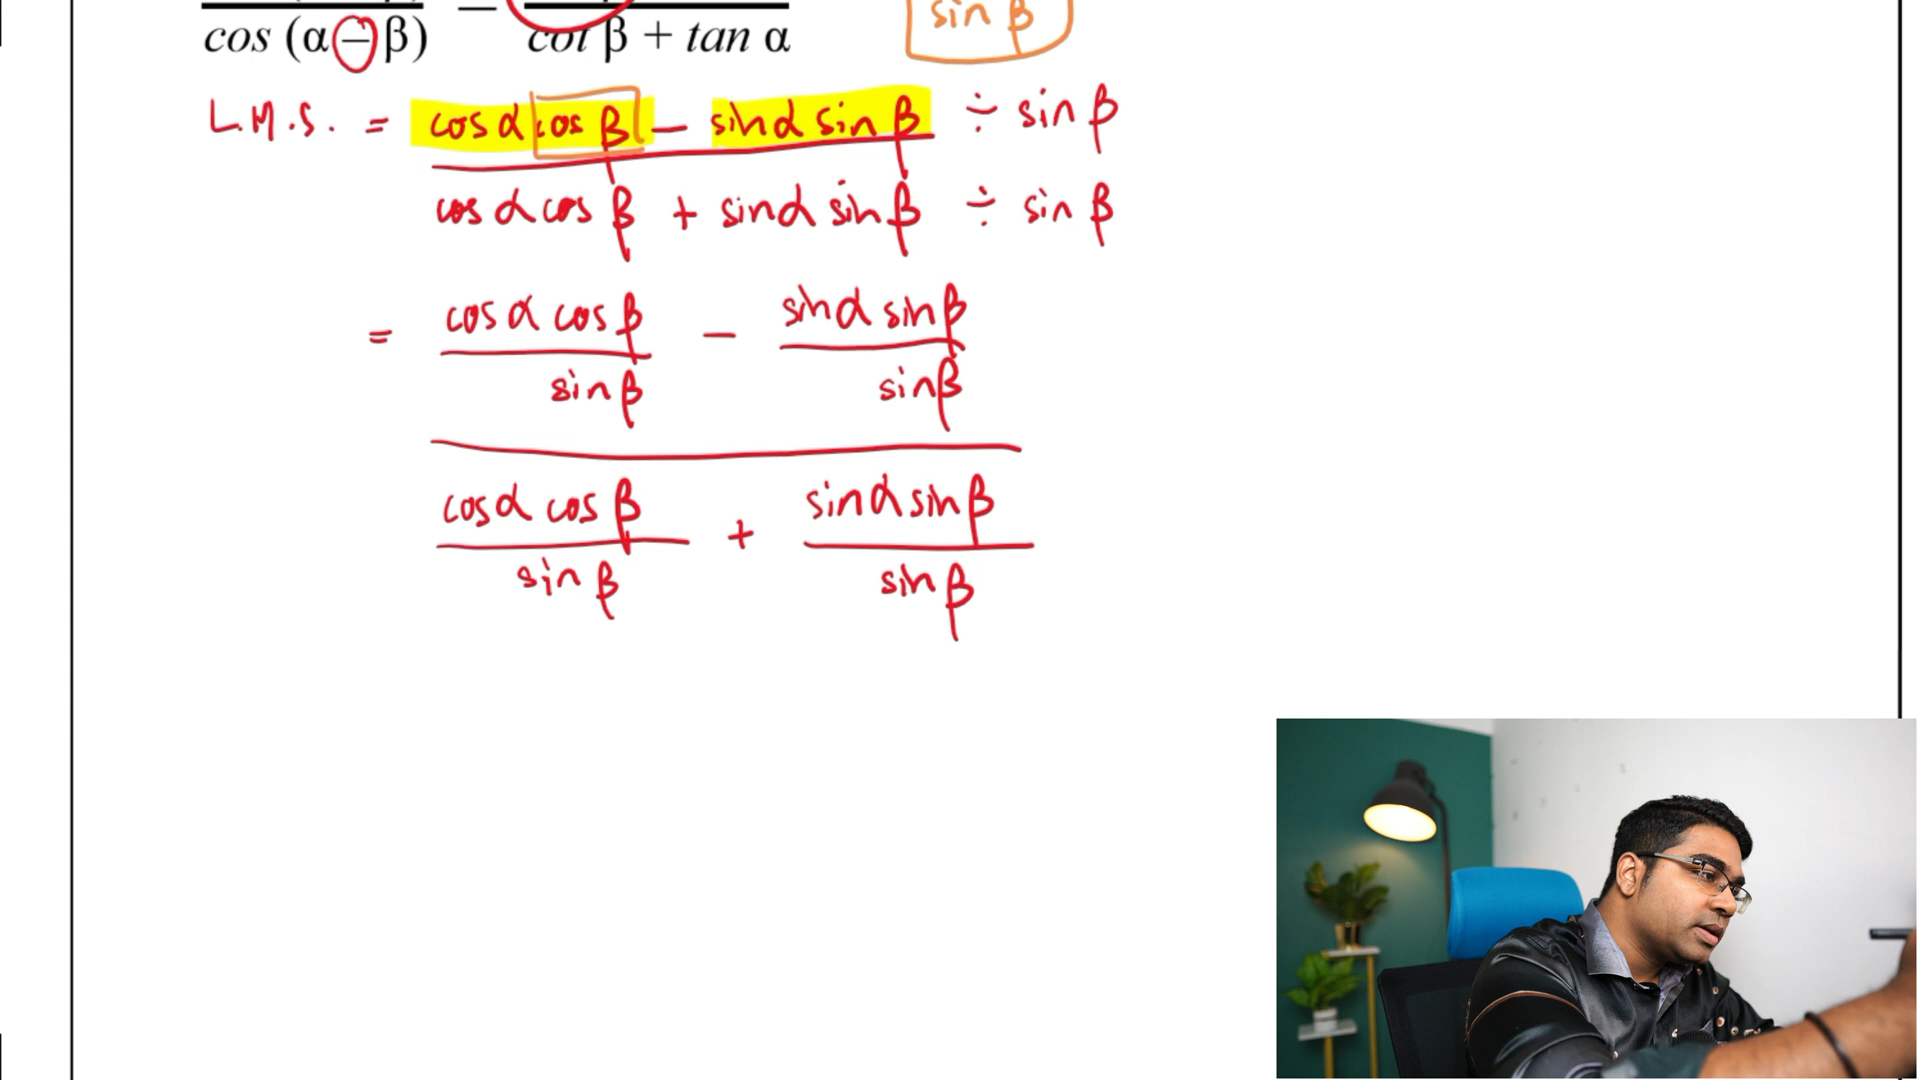 cos (α − β) = cot β + tan α
sin β
L.H.S. = cos α cos β − sin α sin β ÷ sin β
cos α cos β + sin α sin β ÷ sin β
= cos α cos β − sin α sin β
sin β sin β
cos α cos β + sin α sin β
sin β sin β